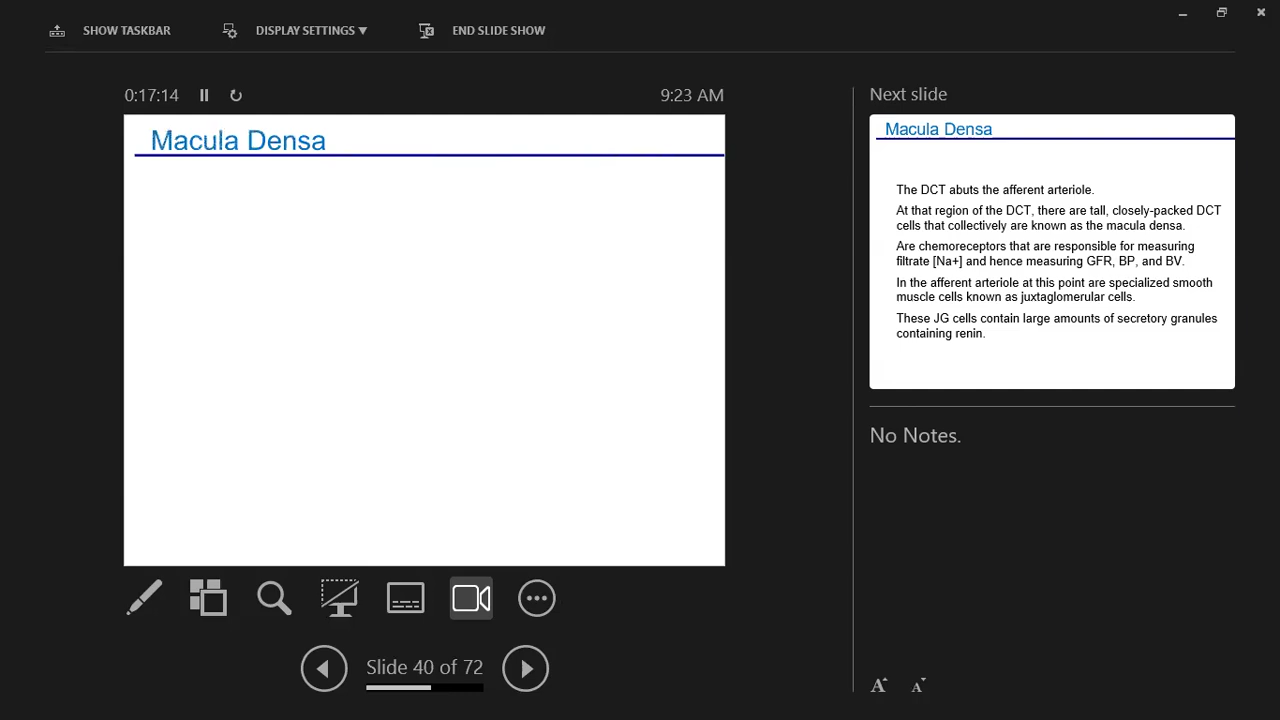 SHOW TASKBAR
DISPLAY SETTINGS ▼
END SLIDE SHOW
0:17:14
9:23 AM
Macula Densa
Slide 40 of 72
Next slide
Macula Densa
The DCT abuts the afferent arteriole.
At that region of the DCT, there are tall, closely-packed DCT
cells that collectively are known as the macula densa.
Are chemoreceptors that are responsible for measuring
filtrate [Na+] and hence measuring GFR, BP, and BV.
In the afferent arteriole at this point are specialized smooth
muscle cells known as juxtaglomerular cells.
These JG cells contain large amounts of secretory granules
containing renin.
No Notes.
A A